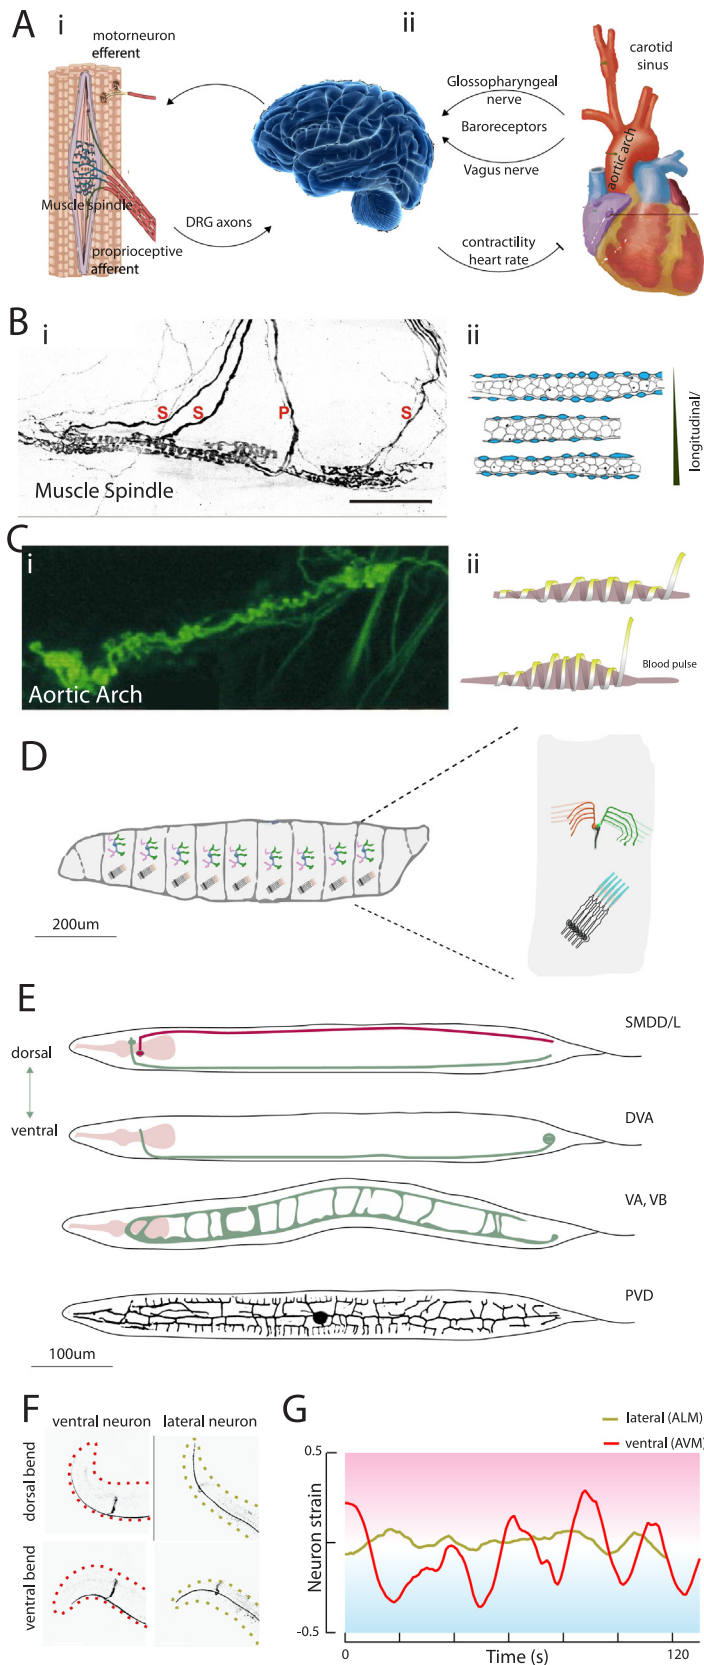 A
i
motorneuron
efferent
Muscle spindle
proprioceptive
afferent
DRG axons
ii
Glossopharyngeal
nerve
Baroreceptors
Vagus nerve
contractility
heart rate
carotid
sinus
aortic arch
B
i
S
S
P
S
Muscle Spindle
ii
longitudinal/
C
i
Aortic Arch
ii
Blood pulse
D
200um
E
dorsal
ventral
SMDD/L
DVA
VA, VB
PVD
100um
F
ventral neuron
lateral neuron
dorsal bend
ventral bend
G
lateral (ALM)
ventral (AVM)
0.5
Neuron strain
-0.5
0
120
Time (s)